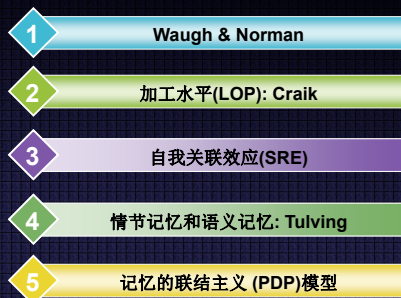 1 Waugh & Norman
2 加工水平(LOP): Craik
3 自我关联效应(SRE)
4 情节记忆和语义记忆: Tulving
5 记忆的联结主义 (PDP)模型